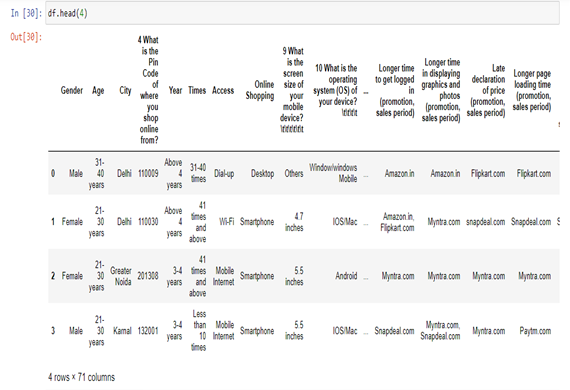 In [30]: df.head(4)
Out[30]:
Gender Age City 4 What is the Pin Code of where you shop online from? Year Times Access Online Shopping 9 What is the screen size of your mobile device? \t\t\t\t\t 10 What is the operating system (OS) of your device? \t\t\t\t ... Longer time to get logged in (promotion, sales period) Longer time in displaying graphics and photos (promotion, sales period) Late declaration of price (promotion, sales period) Longer page loading time (promotion, sales period)
0 Male 31-40 years Delhi 110009 Above 4 years 31-40 times Dial-up Desktop Others Window/windows Mobile ... Amazon.in Amazon.in Flipkart.com Flipkart.com
1 Female 21-30 years Delhi 110030 Above 4 years 41 times and above Wi-Fi Smartphone 4.7 inches IOS/Mac ... Amazon.in, Flipkart.com Myntra.com snapdeal.com Snapdeal.com S
2 Female 21-30 years Greater Noida 201308 3-4 years 41 times and above Mobile Internet Smartphone 5.5 inches Android ... Myntra.com Myntra.com Myntra.com Myntra.com
3 Male 21-30 years Karnal 132001 3-4 years Less than 10 times Mobile Internet Smartphone 5.5 inches IOS/Mac ... Snapdeal.com Myntra.com, Snapdeal.com Myntra.com Paytm.com
4 rows × 71 columns